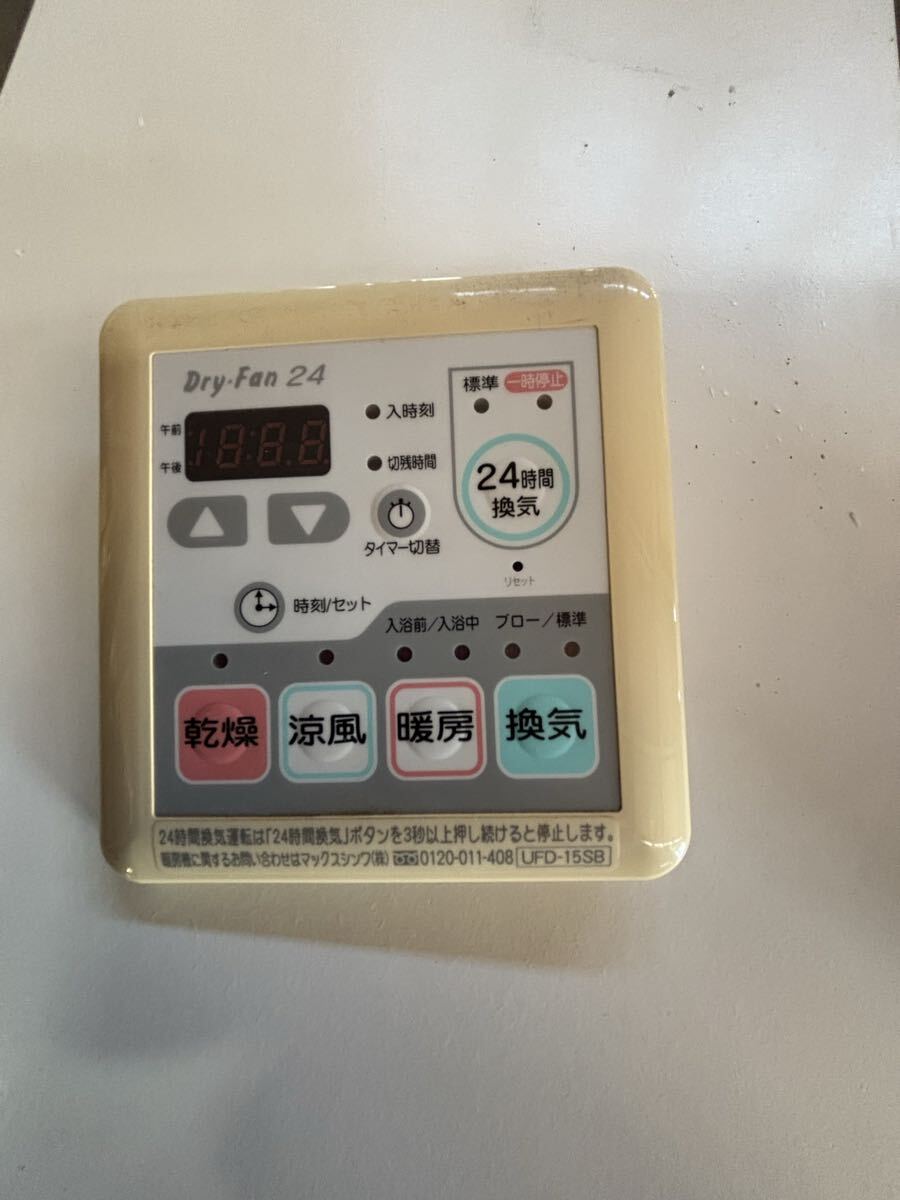 Dry・Fan 24
午前
午後
入時刻
切残時間
タイマー切替
時刻/セット
標準 一時停止
24時間
換気
リセット
入浴前/入浴中 ブロー/標準
乾燥 涼風 暖房 換気
24時間換気運転は「24時間換気」ボタンを3秒以上押し続けると停止します。
暖房機に関するお問い合わせはマックスシンワ(株) 0120-011-408 UFD-15SB